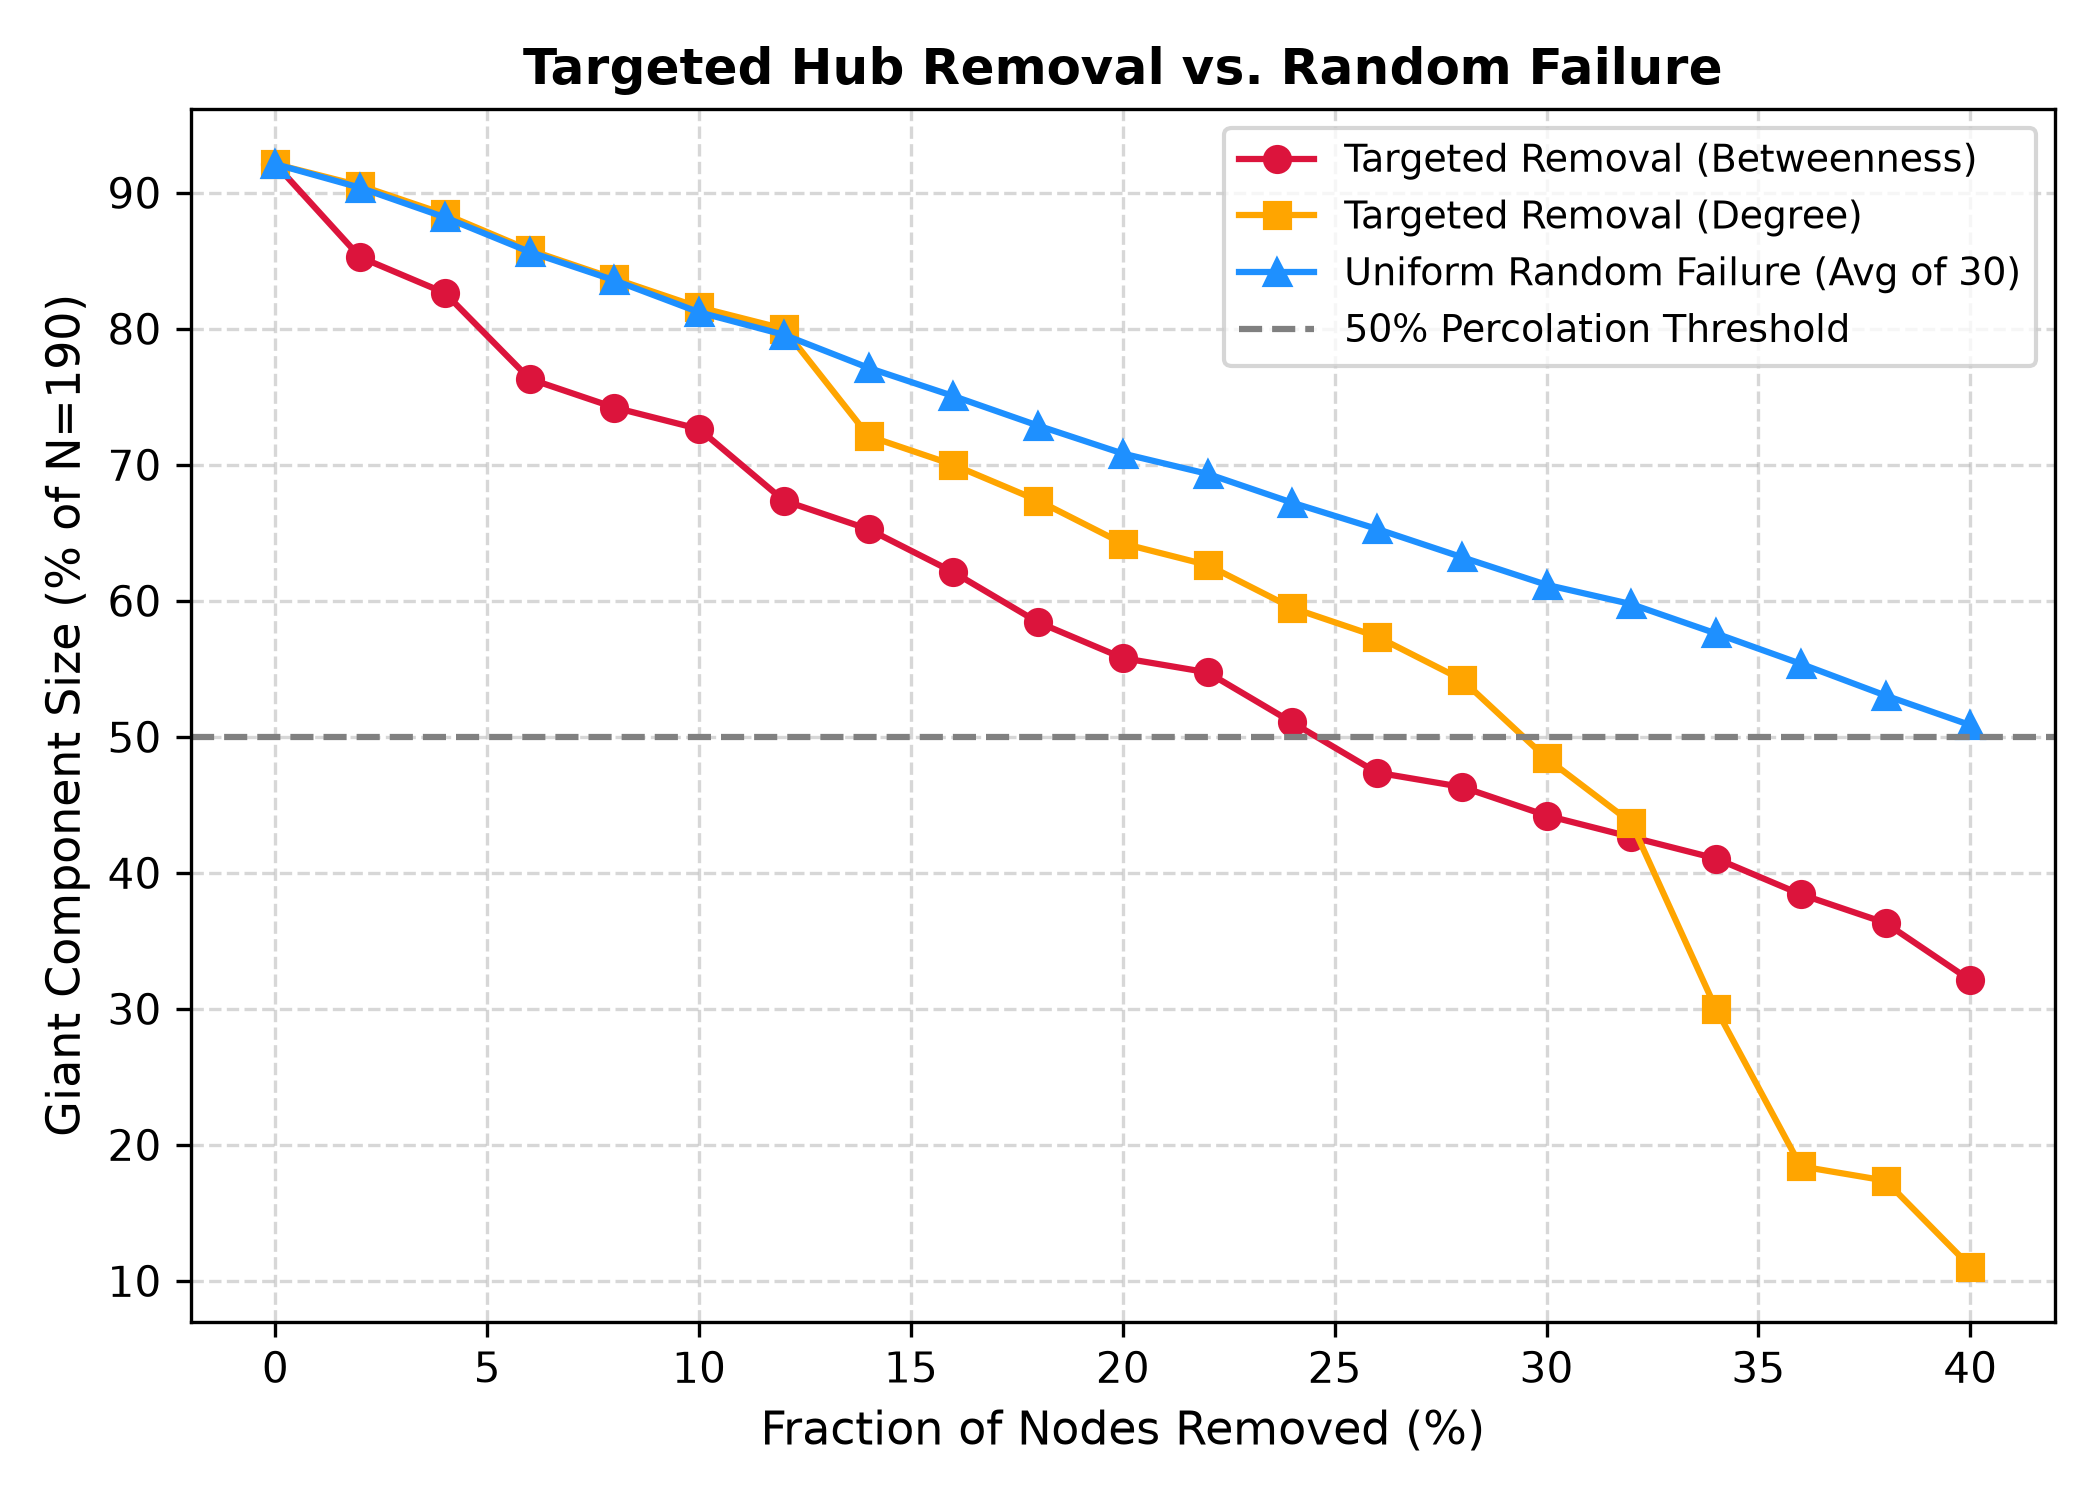 Targeted Hub Removal vs. Random Failure
Targeted Removal (Betweenness)
Targeted Removal (Degree)
Uniform Random Failure (Avg of 30)
50% Percolation Threshold
Giant Component Size (% of N=190)
90
80
70
60
50
40
30
20
10
0 5 10 15 20 25 30 35 40
Fraction of Nodes Removed (%)